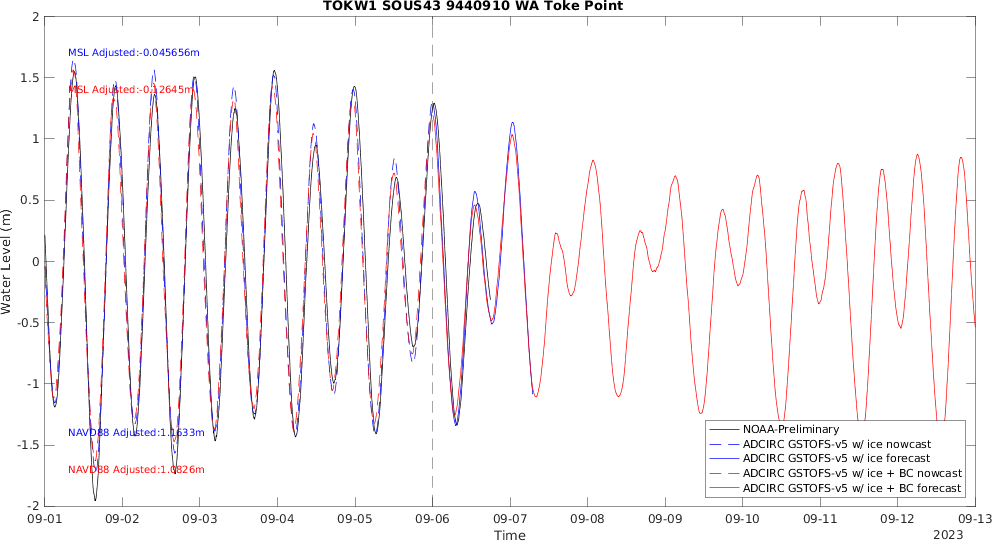 TOKW1 SOUS43 9440910 WA Toke Point
2
1.5
1
0.5
0
-0.5
-1
-1.5
-2
Water Level (m)
MSL Adjusted:-0.045656m
MSL Adjusted:-0.12645m
NAVD88 Adjusted:1.1633m
NAVD88 Adjusted:1.0826m
NOAA-Preliminary
ADCIRC GSTOFS-v5 w/ ice nowcast
ADCIRC GSTOFS-v5 w/ ice forecast
ADCIRC GSTOFS-v5 w/ ice + BC nowcast
ADCIRC GSTOFS-v5 w/ ice + BC forecast
09-01 09-02 09-03 09-04 09-05 09-06 09-07 09-08 09-09 09-10 09-11 09-12 09-13
Time
2023